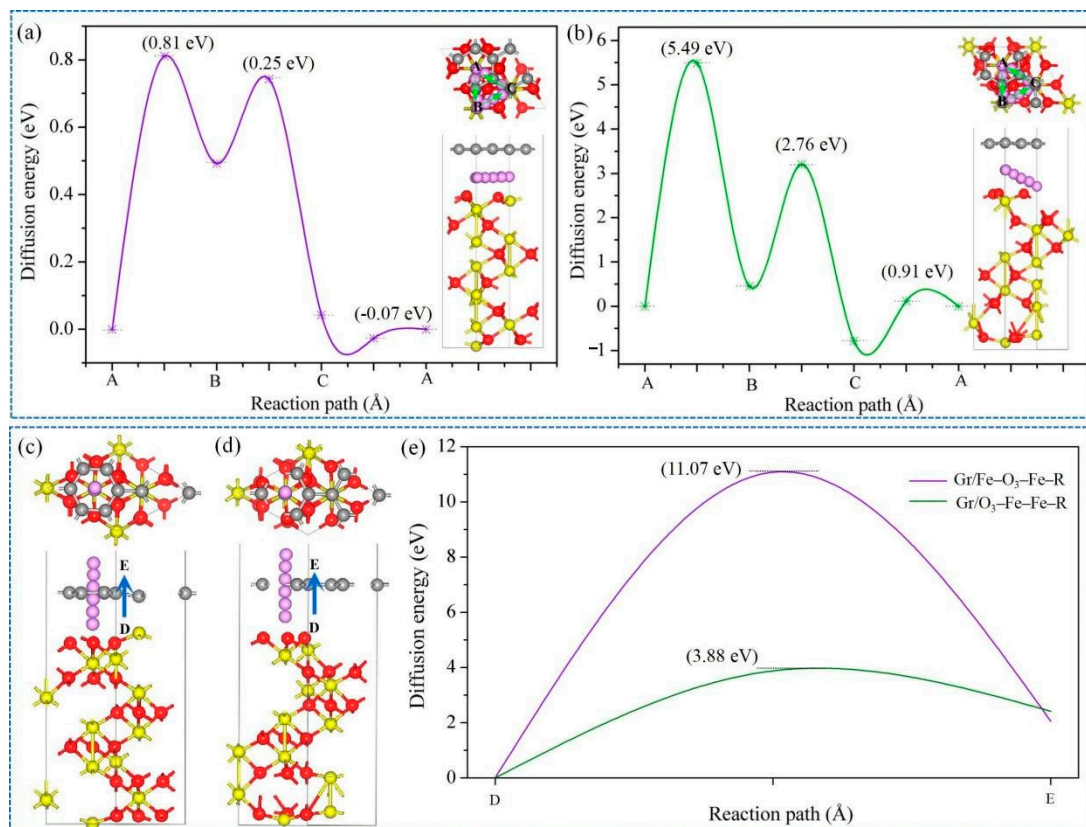 (a)
(0.81 eV)
(0.25 eV)
(-0.07 eV)
0.8
0.6
0.4
0.2
0.0
Diffusion energy (eV)
A
B
C
A
Reaction path (Å)
A
B
C
(b)
(5.49 eV)
(2.76 eV)
(0.91 eV)
6
5
4
3
2
1
0
−1
Diffusion energy (eV)
A
B
C
A
Reaction path (Å)
A
B
C
(c)
E
D
(d)
E
D
(e)
(11.07 eV)
(3.88 eV)
Gr/Fe–O₃–Fe–R
Gr/O₃–Fe–Fe–R
12
10
8
6
4
2
0
Diffusion energy (eV)
D
E
Reaction path (Å)